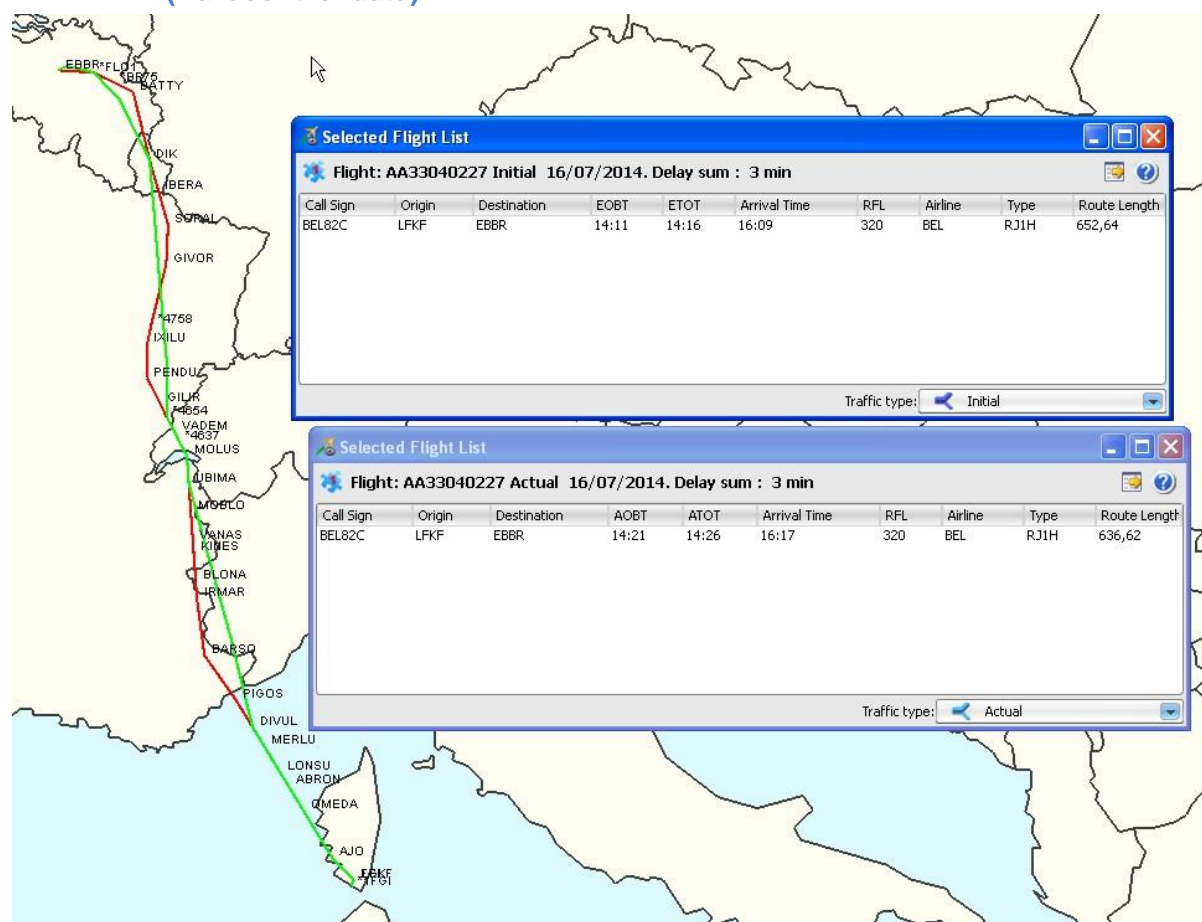 EBBR*FLO1
*BR75
BATTY
DIK
IBERA
SORAL
GIVOR
*4758
IXILU
PENDU
GILIR
*4654
VADEM
*4637
MOLUS
UBIMA
MOBLO
VANAS
KINES
BLONA
IRMAR
BARSO
PIGOS
DIVUL
MERLU
LONSU
ABRON
OMEDA
AJO
Selected Flight List
Flight: AA33040227 Initial 16/07/2014. Delay sum : 3 min
Call Sign Origin Destination EOBT ETOT Arrival Time RFL Airline Type Route Length
BEL82C LFKF EBBR 14:11 14:16 16:09 320 BEL RJ1H 652,64
Traffic type: Initial
Selected Flight List
Flight: AA33040227 Actual 16/07/2014. Delay sum : 3 min
Call Sign Origin Destination AOBT ATOT Arrival Time RFL Airline Type Route Length
BEL82C LFKF EBBR 14:21 14:26 16:17 320 BEL RJ1H 636,62
Traffic type: Actual